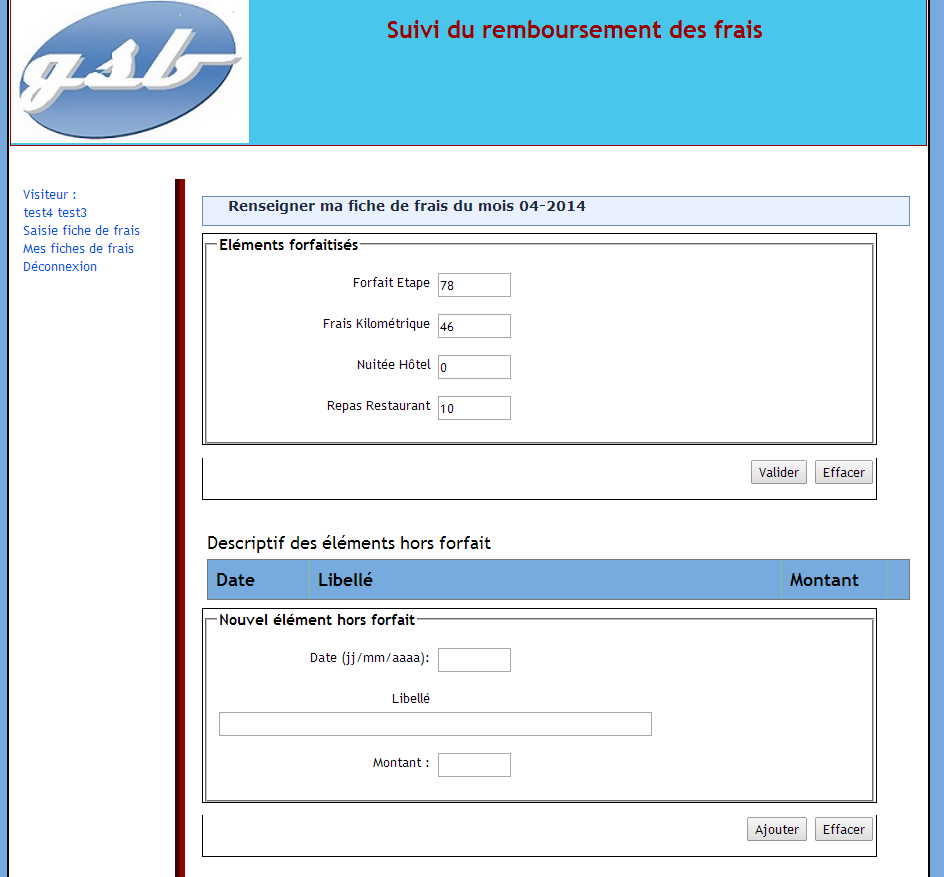 gsb
Suivi du remboursement des frais
Visiteur :
test4 test3
Saisie fiche de frais
Mes fiches de frais
Déconnexion
Renseigner ma fiche de frais du mois 04-2014
Eléments forfaitisés
Forfait Etape 78
Frais Kilométrique 46
Nuitée Hôtel 0
Repas Restaurant 10
Valider Effacer
Descriptif des éléments hors forfait
Date Libellé Montant
Nouvel élément hors forfait
Date (jj/mm/aaaa):
Libellé
Montant :
Ajouter Effacer